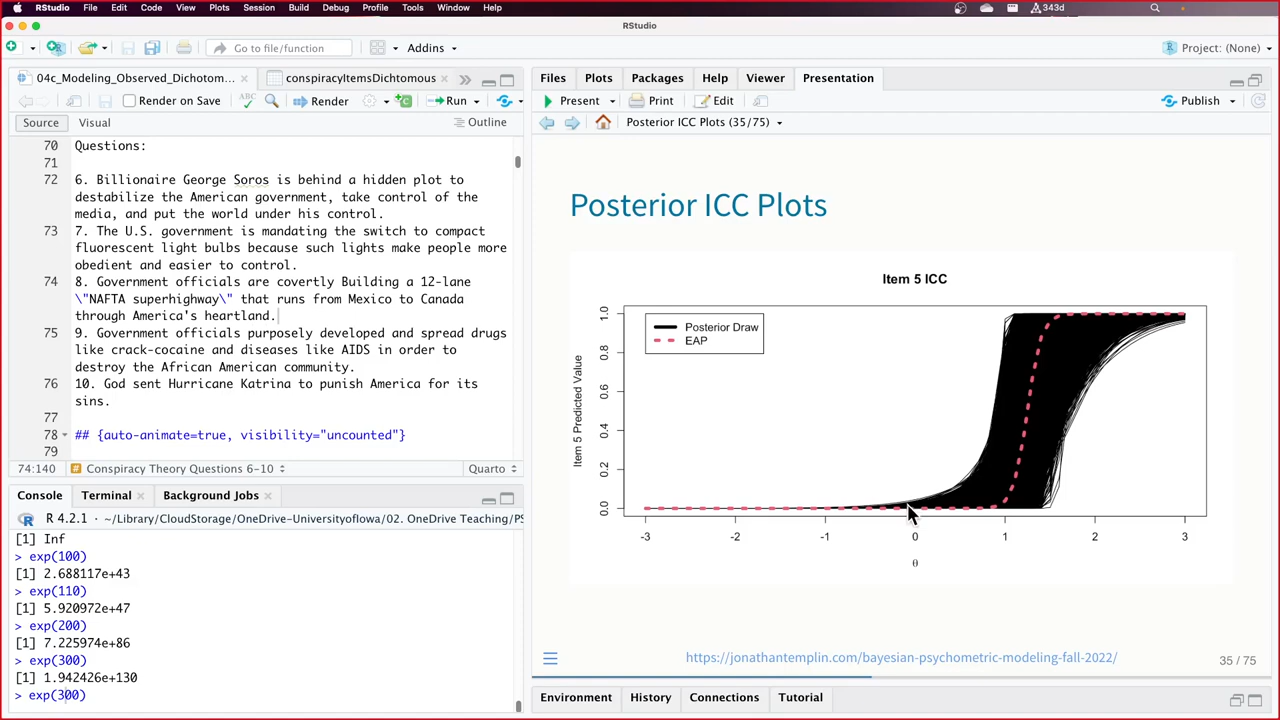 RStudio File Edit Code View Plots Session Build Debug Profile Tools Window Help 343d
RStudio
Go to file/function Addins Project: (None)
04c_Modeling_Observed_Dichotom... conspiracyItemsDichtomous
Render on Save ABC Render Run
Source Visual Outline
70 Questions:
71
72 6. Billionaire George Soros is behind a hidden plot to
destabilize the American government, take control of the
media, and put the world under his control.
73 7. The U.S. government is mandating the switch to compact
fluorescent light bulbs because such lights make people more
obedient and easier to control.
74 8. Government officials are covertly Building a 12-lane
\"NAFTA superhighway\" that runs from Mexico to Canada
through America's heartland.
75 9. Government officials purposely developed and spread drugs
like crack-cocaine and diseases like AIDS in order to
destroy the African American community.
76 10. God sent Hurricane Katrina to punish America for its
sins.
77
78 ## {auto-animate=true, visibility="uncounted"}
79
74:140 # Conspiracy Theory Questions 6-10 Quarto
Console Terminal Background Jobs
R R 4.2.1 · ~/Library/CloudStorage/OneDrive-UniversityofIowa/02. OneDrive Teaching/PS
[1] Inf
> exp(100)
[1] 2.688117e+43
> exp(110)
[1] 5.920972e+47
> exp(200)
[1] 7.225974e+86
> exp(300)
[1] 1.942426e+130
> exp(300)
Files Plots Packages Help Viewer Presentation
Present Print Edit Publish
Posterior ICC Plots (35/75)
Posterior ICC Plots
Item 5 ICC
Posterior Draw
EAP
Item 5 Predicted Value
1.0
0.8
0.6
0.4
0.2
0.0
-3 -2 -1 0 1 2 3
θ
https://jonathantemplin.com/bayesian-psychometric-modeling-fall-2022/ 35 / 75
Environment History Connections Tutorial